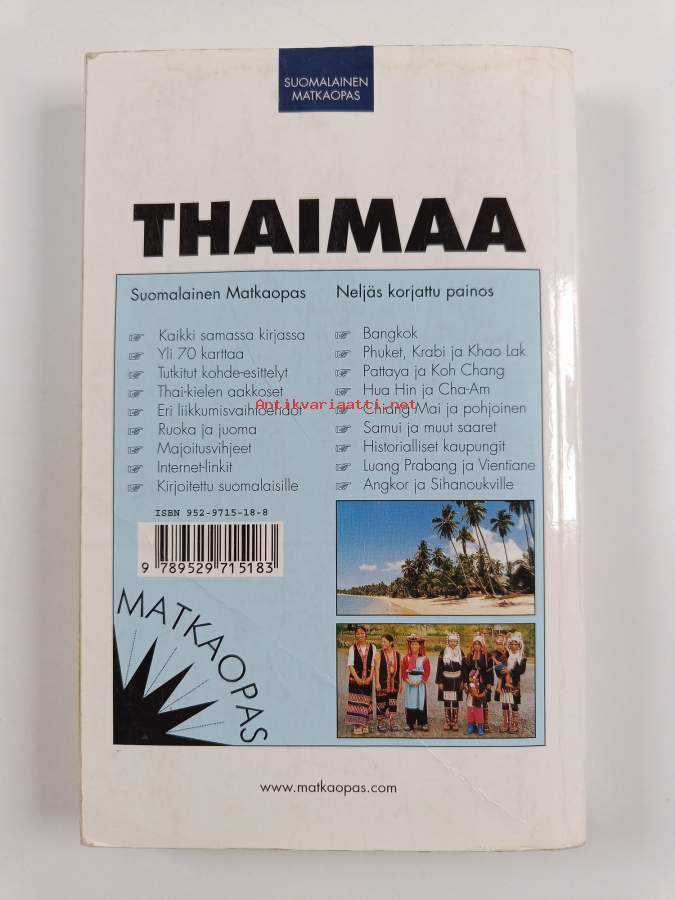 SUOMALAINEN
MATKAOPAS
THAIMAA
Suomalainen Matkaopas
Kaikki samassa kirjassa
Yli 70 karttaa
Tutkitut kohde-esittelyt
Thai-kielen aakkoset
Eri liikkumisvaihtoehdot
Ruoka ja juoma
Majoitusvihjeet
Internet-linkit
Kirjoitettu suomalaisille
Neljäs korjattu painos
Bangkok
Phuket, Krabi ja Khao Lak
Pattaya ja Koh Chang
Hua Hin ja Cha-Am
Chiang Mai ja pohjoinen
Samui ja muut saaret
Historialliset kaupungit
Luang Prabang ja Vientiane
Angkor ja Sihanoukville
Antikvariaatti.net
ISBN 952-9715-18-8
9 789529 715183
MATKAOPAS
www.matkaopas.com